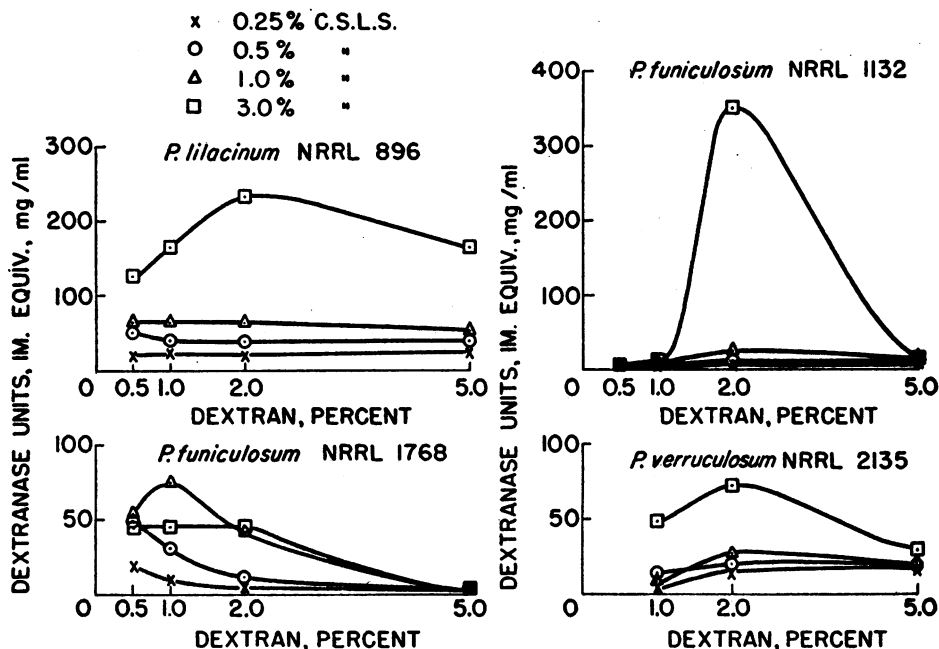 x 0.25% C.S.L.S.
o 0.5% "
△ 1.0% "
□ 3.0% "
P. lilacinum NRRL 896
300
200
100
0
0.5 1.0 2.0 5.0
DEXTRAN, PERCENT
P. funiculosum NRRL 1132
400
300
200
100
0
0.5 1.0 2.0 5.0
DEXTRAN, PERCENT
P. funiculosum NRRL 1768
100
50
0
0.5 1.0 2.0 5.0
DEXTRAN, PERCENT
P. verruculosum NRRL 2135
100
50
0
1.0 2.0 5.0
DEXTRAN, PERCENT
DEXTRANASE UNITS, IM. EQUIV., mg/ml
DEXTRANASE UNITS, IM. EQUIV., mg/ml